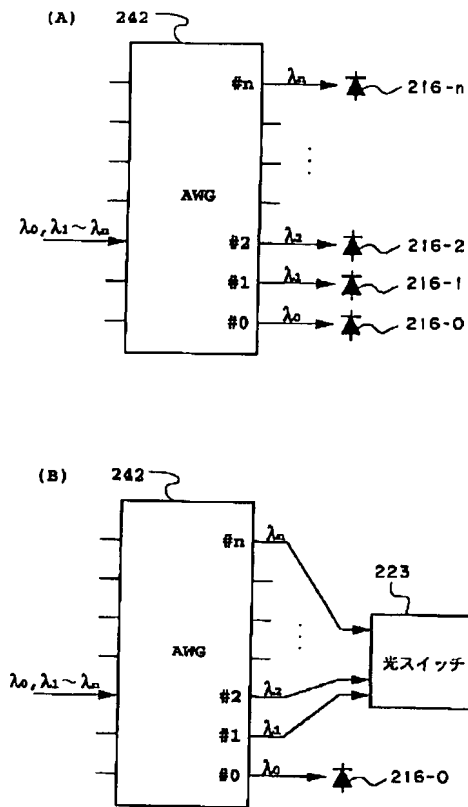 (A) 242
#n λn 216-n
AWG
λ0,λ1~λn
#2 λ2 216-2
#1 λ1 216-1
#0 λ0 216-0
(B) 242
#n λn
223
AWG
光スイッチ
λ0,λ1~λn
#2 λ2
#1 λ1
#0 λ0 216-0